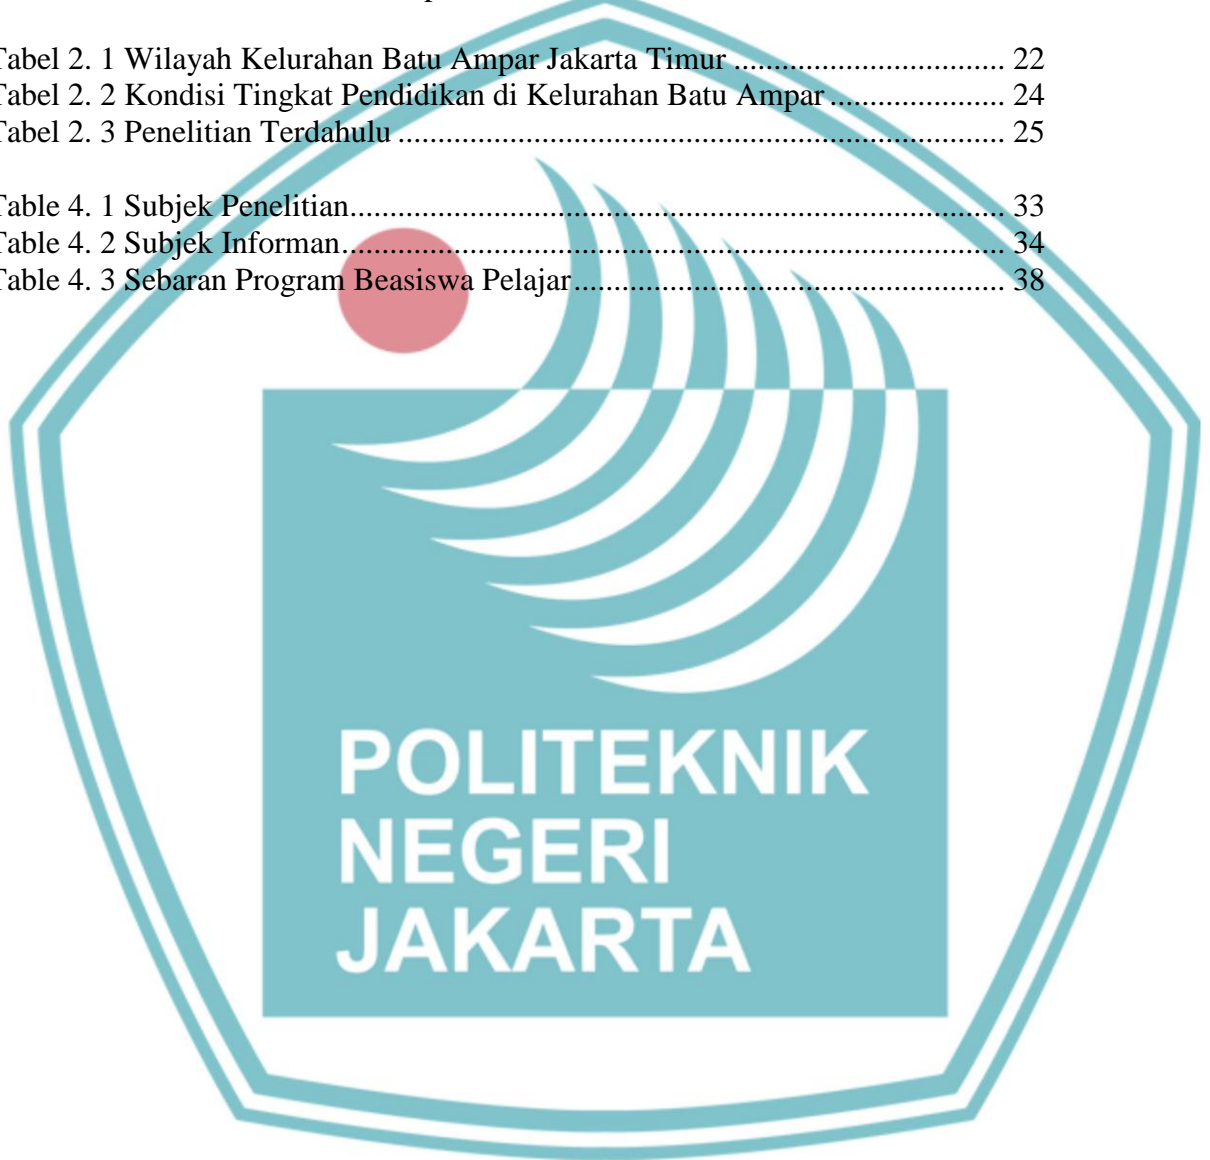 Tabel 2. 1 Wilayah Kelurahan Batu Ampar Jakarta Timur ................................. 22
Tabel 2. 2 Kondisi Tingkat Pendidikan di Kelurahan Batu Ampar ..................... 24
Tabel 2. 3 Penelitian Terdahulu .......................................................................... 25
Table 4. 1 Subjek Penelitian................................................................................ 33
Table 4. 2 Subjek Informan................................................................................. 34
Table 4. 3 Sebaran Program Beasiswa Pelajar..................................................... 38
POLITEKNIK
NEGERI
JAKARTA